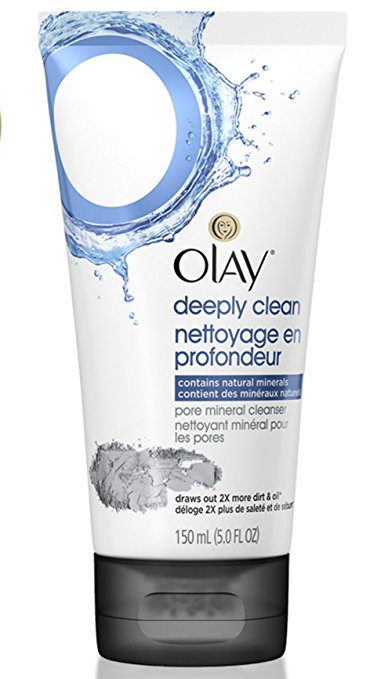 OLAY®
deeply clean
nettoyage en
profondeur
contains natural minerals
contient des minéraux naturels
pore mineral cleanser
nettoyant minéral pour
les pores
draws out 2X more dirt & oil*
déloge 2X plus de saleté et de sébum*
150 mL (5.0 FL OZ)